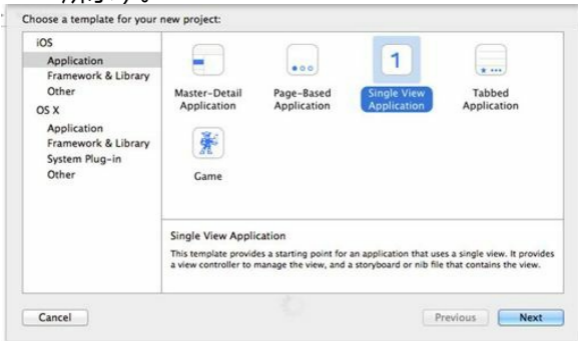 Choose a template for your new project:
iOS
Application
Framework & Library
Other
OS X
Application
Framework & Library
System Plug-in
Other
Master-Detail
Application
Page-Based
Application
1
Single View
Application
Tabbed
Application
Game
Single View Application
This template provides a starting point for an application that uses a single view. It provides
a view controller to manage the view, and a storyboard or nib file that contains the view.
Cancel
Previous
Next